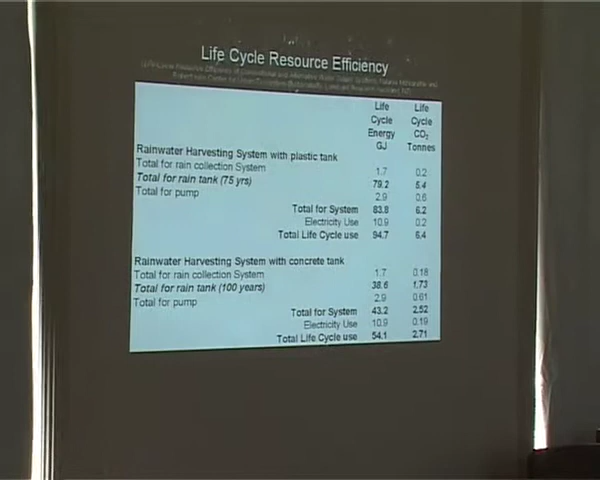 Life Cycle Resource Efficiency
Life Life
Cycle Cycle
Energy CO2
GJ Tonnes
Rainwater Harvesting System with plastic tank
Total for rain collection System 1.7 0.2
Total for rain tank (75 yrs) 79.2 5.4
Total for pump 2.9 0.6
Total for System 83.8 6.2
Electricity Use 10.9 0.2
Total Life Cycle use 94.7 6.4
Rainwater Harvesting System with concrete tank
Total for rain collection System 1.7 0.18
Total for rain tank (100 years) 38.6 1.73
Total for pump 2.9 0.61
Total for System 43.2 2.52
Electricity Use 10.9 0.19
Total Life Cycle use 54.1 2.71